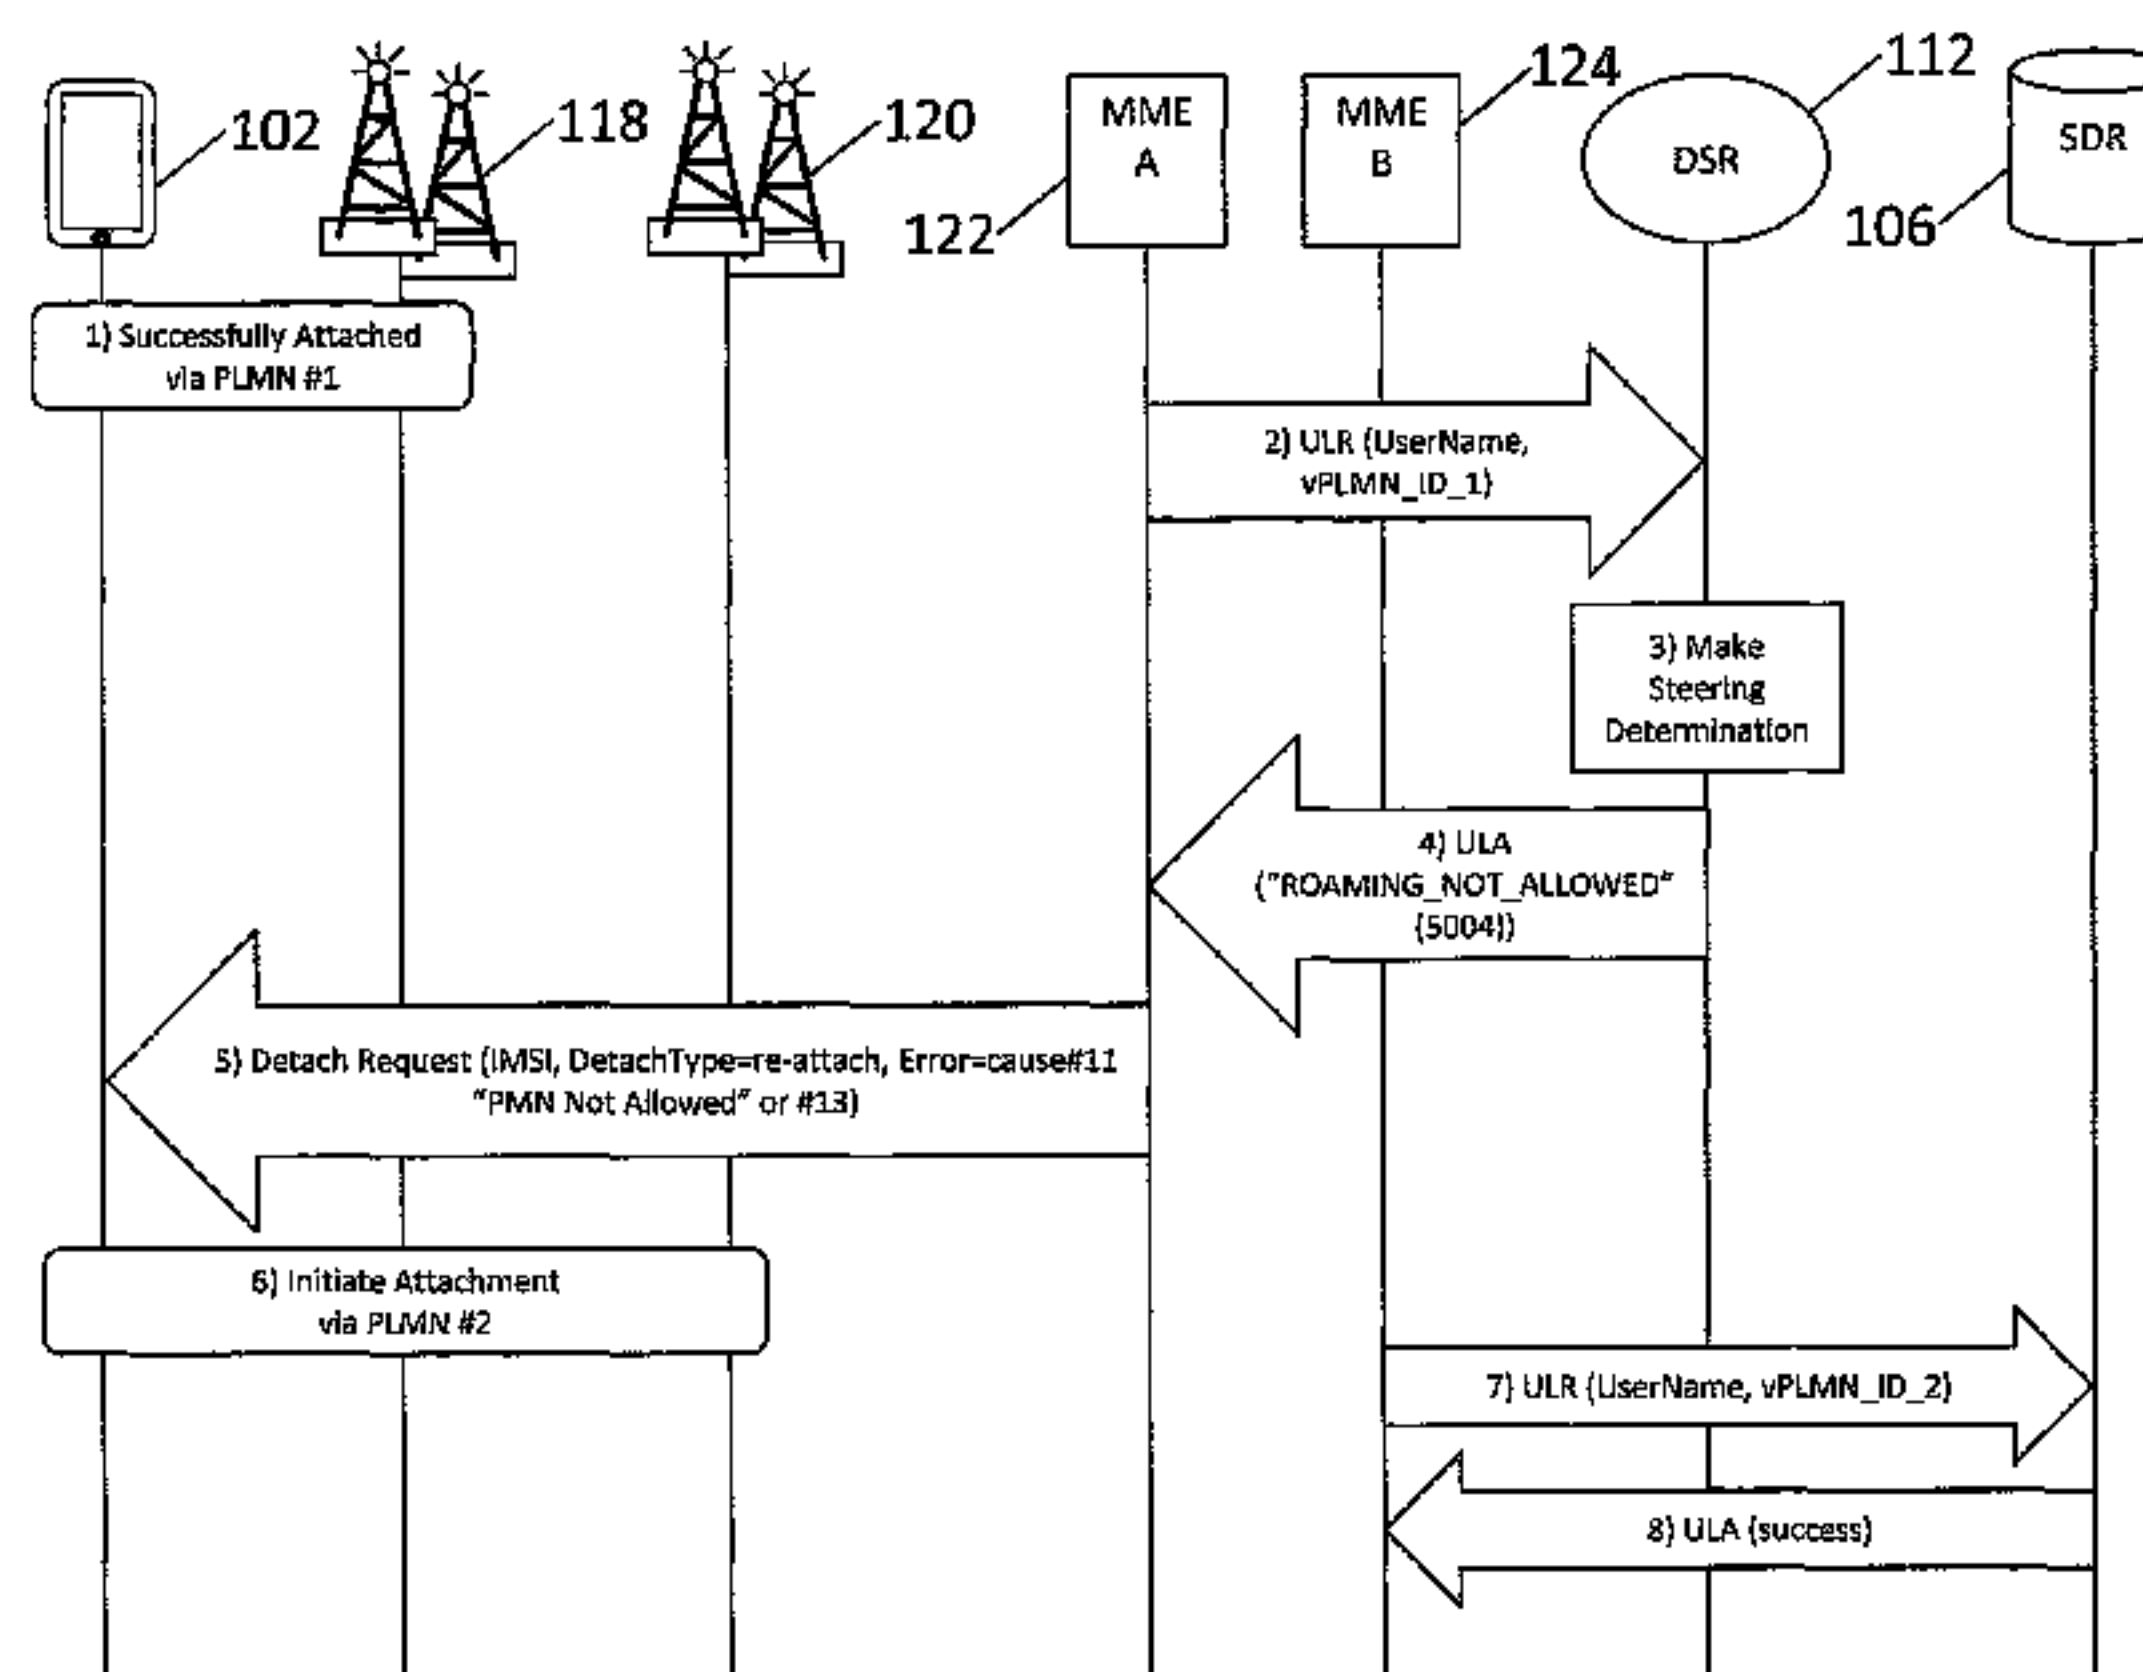 102
118
120
122
MME
A
MME
B
124
DSR
112
106
SDR
1) Successfully Attached
via PLMN #1
2) ULR (UserName,
vPLMN_ID_1)
3) Make
Steering
Determination
4) ULA
("ROAMING_NOT_ALLOWED"
(5004))
5) Detach Request (IMSI, DetachType=re-attach, Error=cause#11
"PMN Not Allowed" or #13)
6) Initiate Attachment
via PLMN #2
7) ULR (UserName, vPLMN_ID_2)
8) ULA (success)